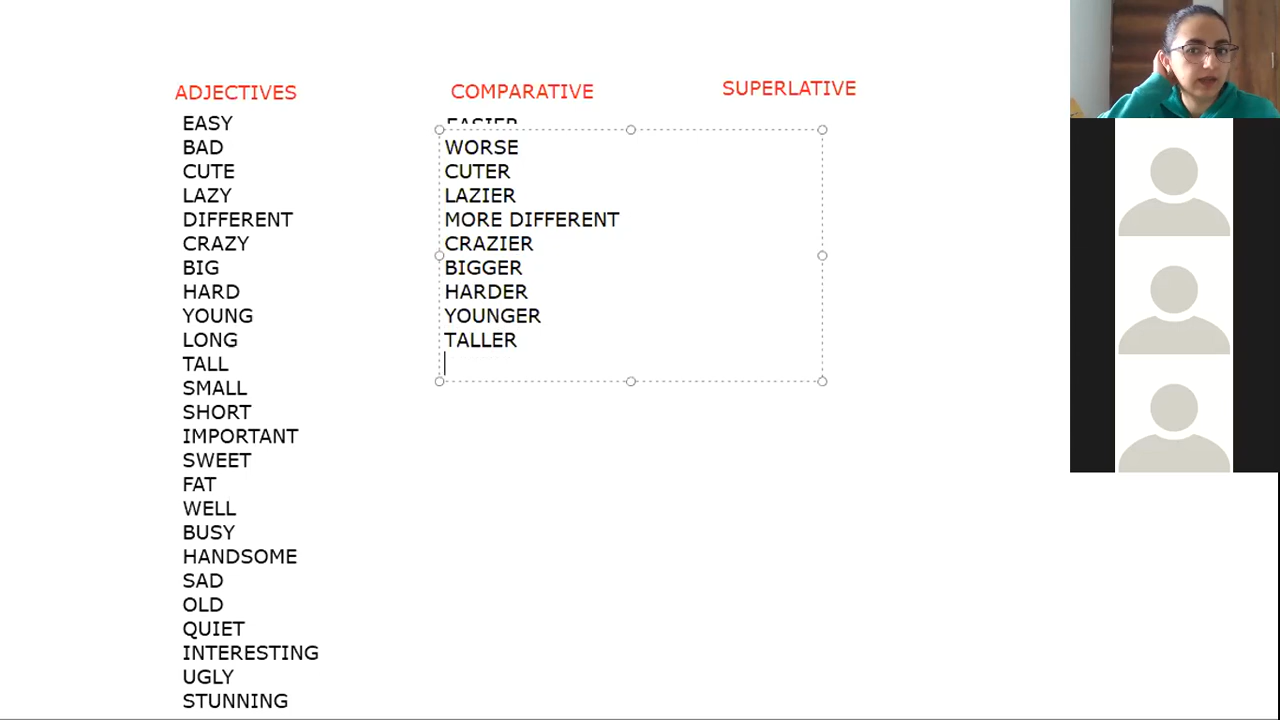 ADJECTIVES COMPARATIVE SUPERLATIVE
EASY EASIER
BAD WORSE
CUTE CUTER
LAZY LAZIER
DIFFERENT MORE DIFFERENT
CRAZY CRAZIER
BIG BIGGER
HARD HARDER
YOUNG YOUNGER
LONG TALLER
TALL
SMALL
SHORT
IMPORTANT
SWEET
FAT
WELL
BUSY
HANDSOME
SAD
OLD
QUIET
INTERESTING
UGLY
STUNNING